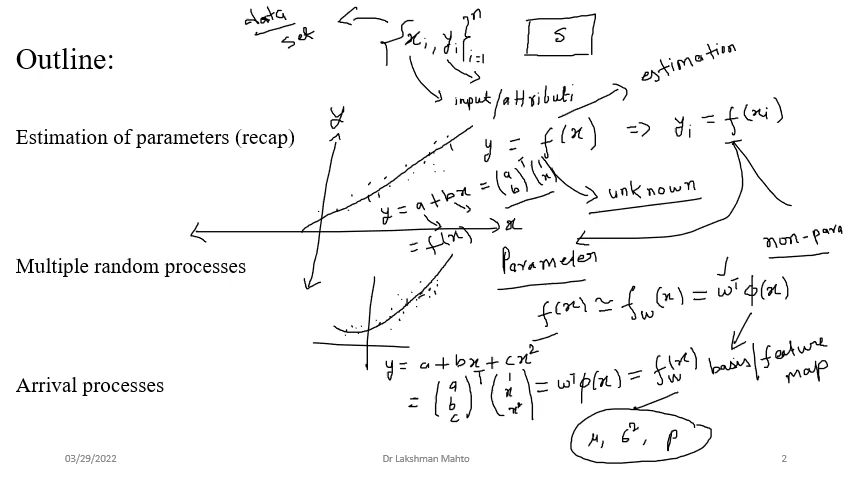 data set
{x_i, y_i}_{i=1}^n
S
Outline:
input/attributi
estimation
y
Estimation of parameters (recap)
y = f(x) => y_i = f(x_i)
y = a + bx = (a b)^T (1 x)
unknown
= f(x)
x
non-para
Multiple random processes
Parameter
f(x) ≃ f_w(x) = w^T φ(x)
y = a + bx + cx^2
basis/feature map
Arrival processes
= (a b c)^T (1 x x^2) = w^T φ(x) = f_w(x)
μ, σ^2, p
03/29/2022
Dr Lakshman Mahto
2